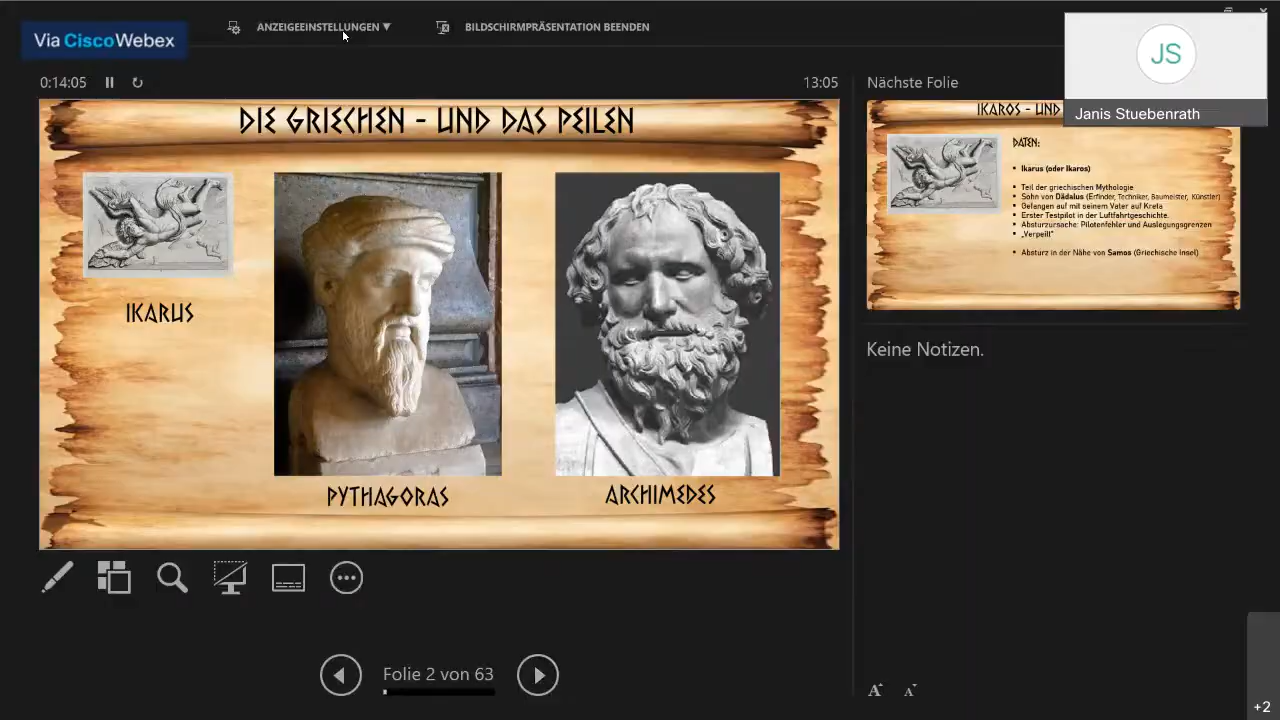 Via CiscoWebex
ANZEIGEEINSTELLUNGEN ▼
BILDSCHIRMPRÄSENTATION BEENDEN
0:14:05
13:05
Nächste Folie
JS
Janis Stuebenrath
DIE GRIECHEN - UND DAS PEILEN
IKARUS
PYTHAGORAS
ARCHIMEDES
IKAROS - UND
DATEN:
• Ikarus (oder Ikaros)
• Teil der griechischen Mythologie
• Sohn von Dädalus (Erfinder, Techniker, Baumeister, Künstler)
• Gefangen auf mit seinem Vater auf Kreta
• Erster Testpilot in der Luftfahrtgeschichte.
• Absturzursache: Pilotenfehler und Auslegungsgrenzen
• „Verpeilt"
• Absturz in der Nähe von Samos (Griechische Insel)
Keine Notizen.
Folie 2 von 63
A A
+2